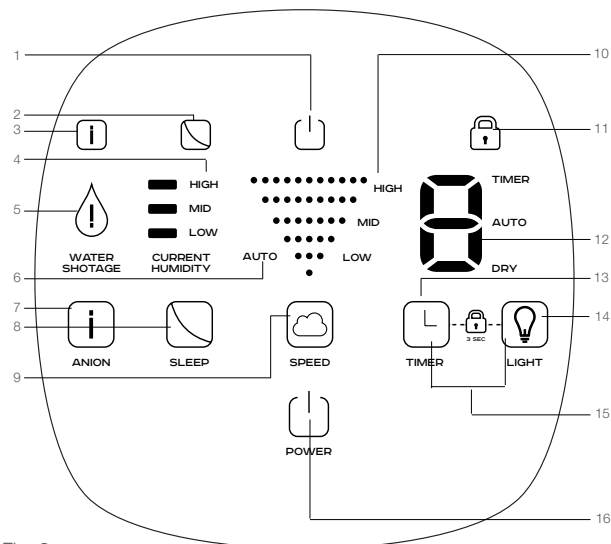 1
10
2
3
11
4
HIGH
HIGH
TIMER
5
MID
MID
AUTO
12
LOW
WATER
SHOTAGE
CURRENT
HUMIDITY
6
AUTO
LOW
DRY
13
7
8
14
3 SEC
ANION
SLEEP
SPEED
TIMER
LIGHT
9
15
POWER
16